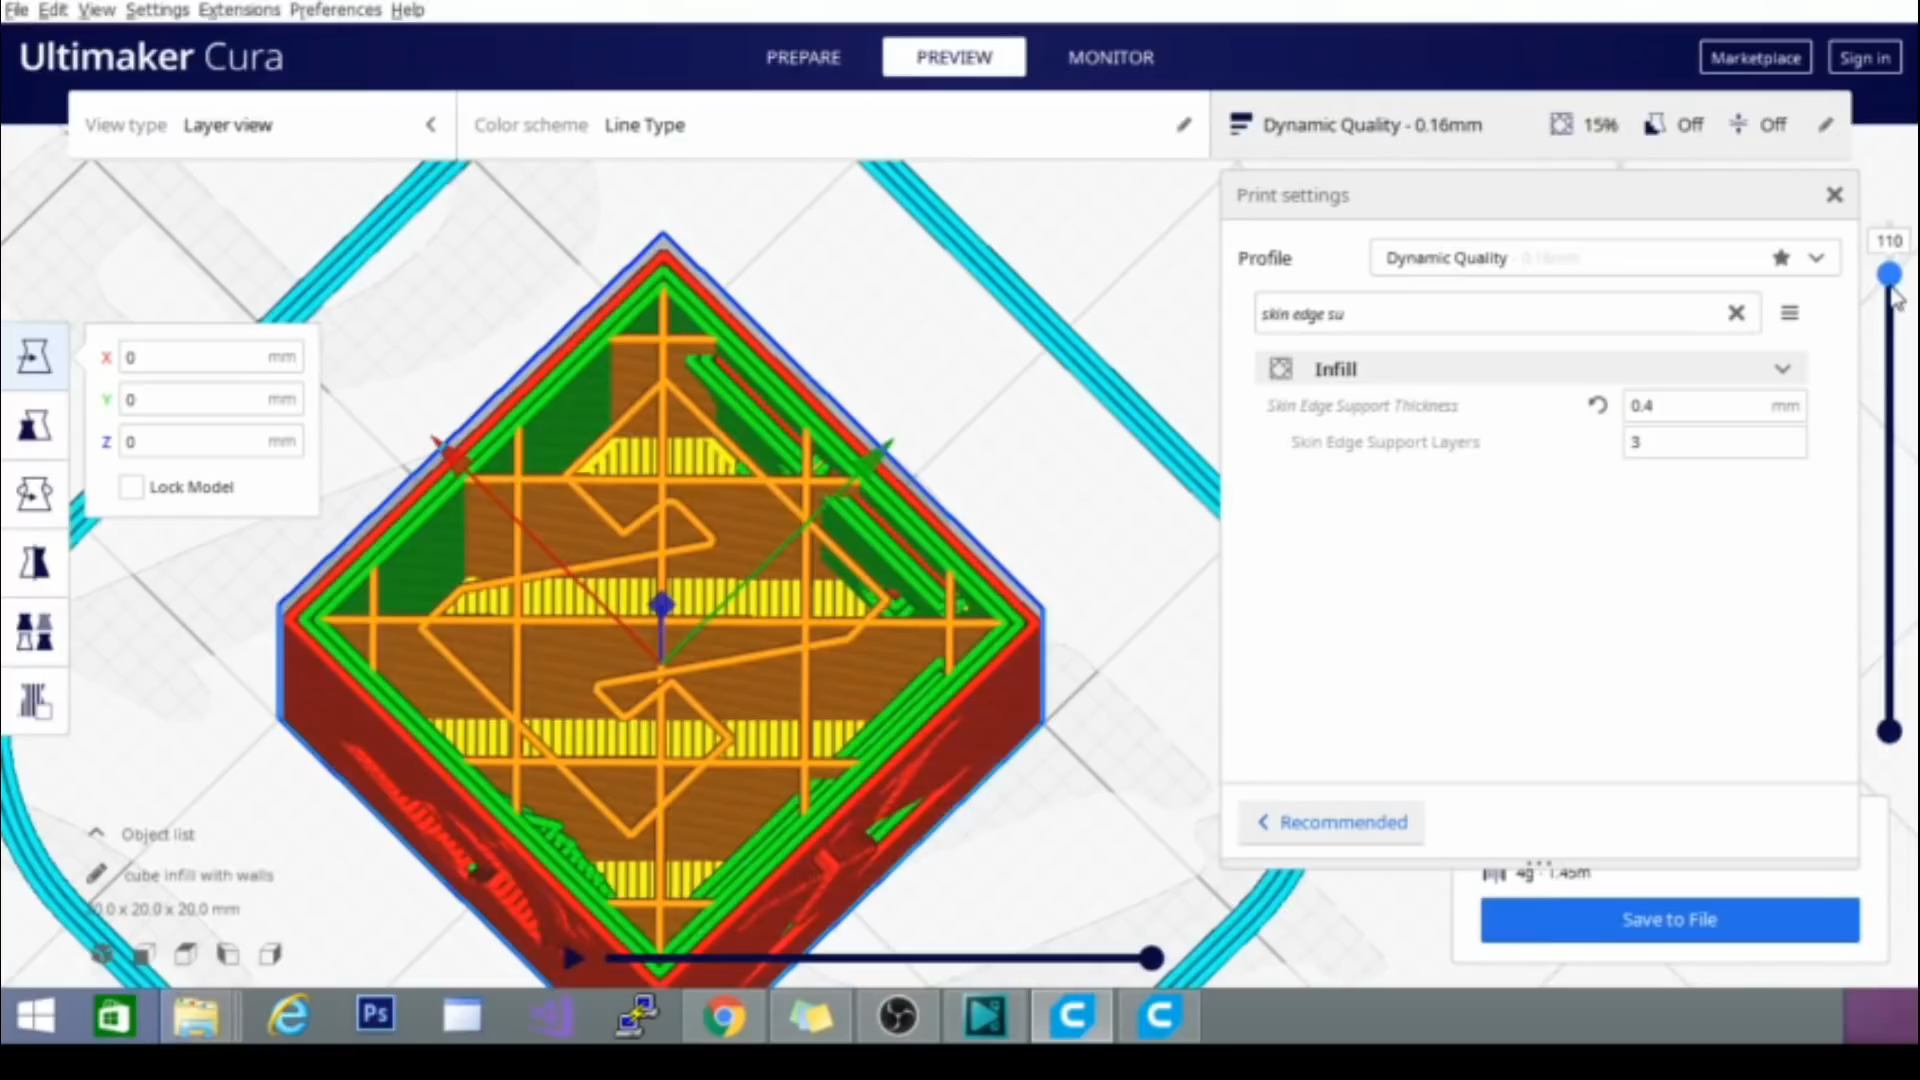 File Edit View Settings Extensions Preferences Help
Ultimaker Cura
PREPARE PREVIEW MONITOR
Marketplace Sign in
View type Layer view
Color scheme Line Type
Dynamic Quality - 0.16mm 15% Off Off
Print settings
110
Profile Dynamic Quality - 0.16mm
skin edge su
Infill
Skin Edge Support Thickness 0.4 mm
Skin Edge Support Layers 3
X 0 mm
Y 0 mm
Z 0 mm
Lock Model
Recommended
Object list
cube infill with walls
20.0 x 20.0 x 20.0 mm
4g · 1.45m
Save to File
Ps